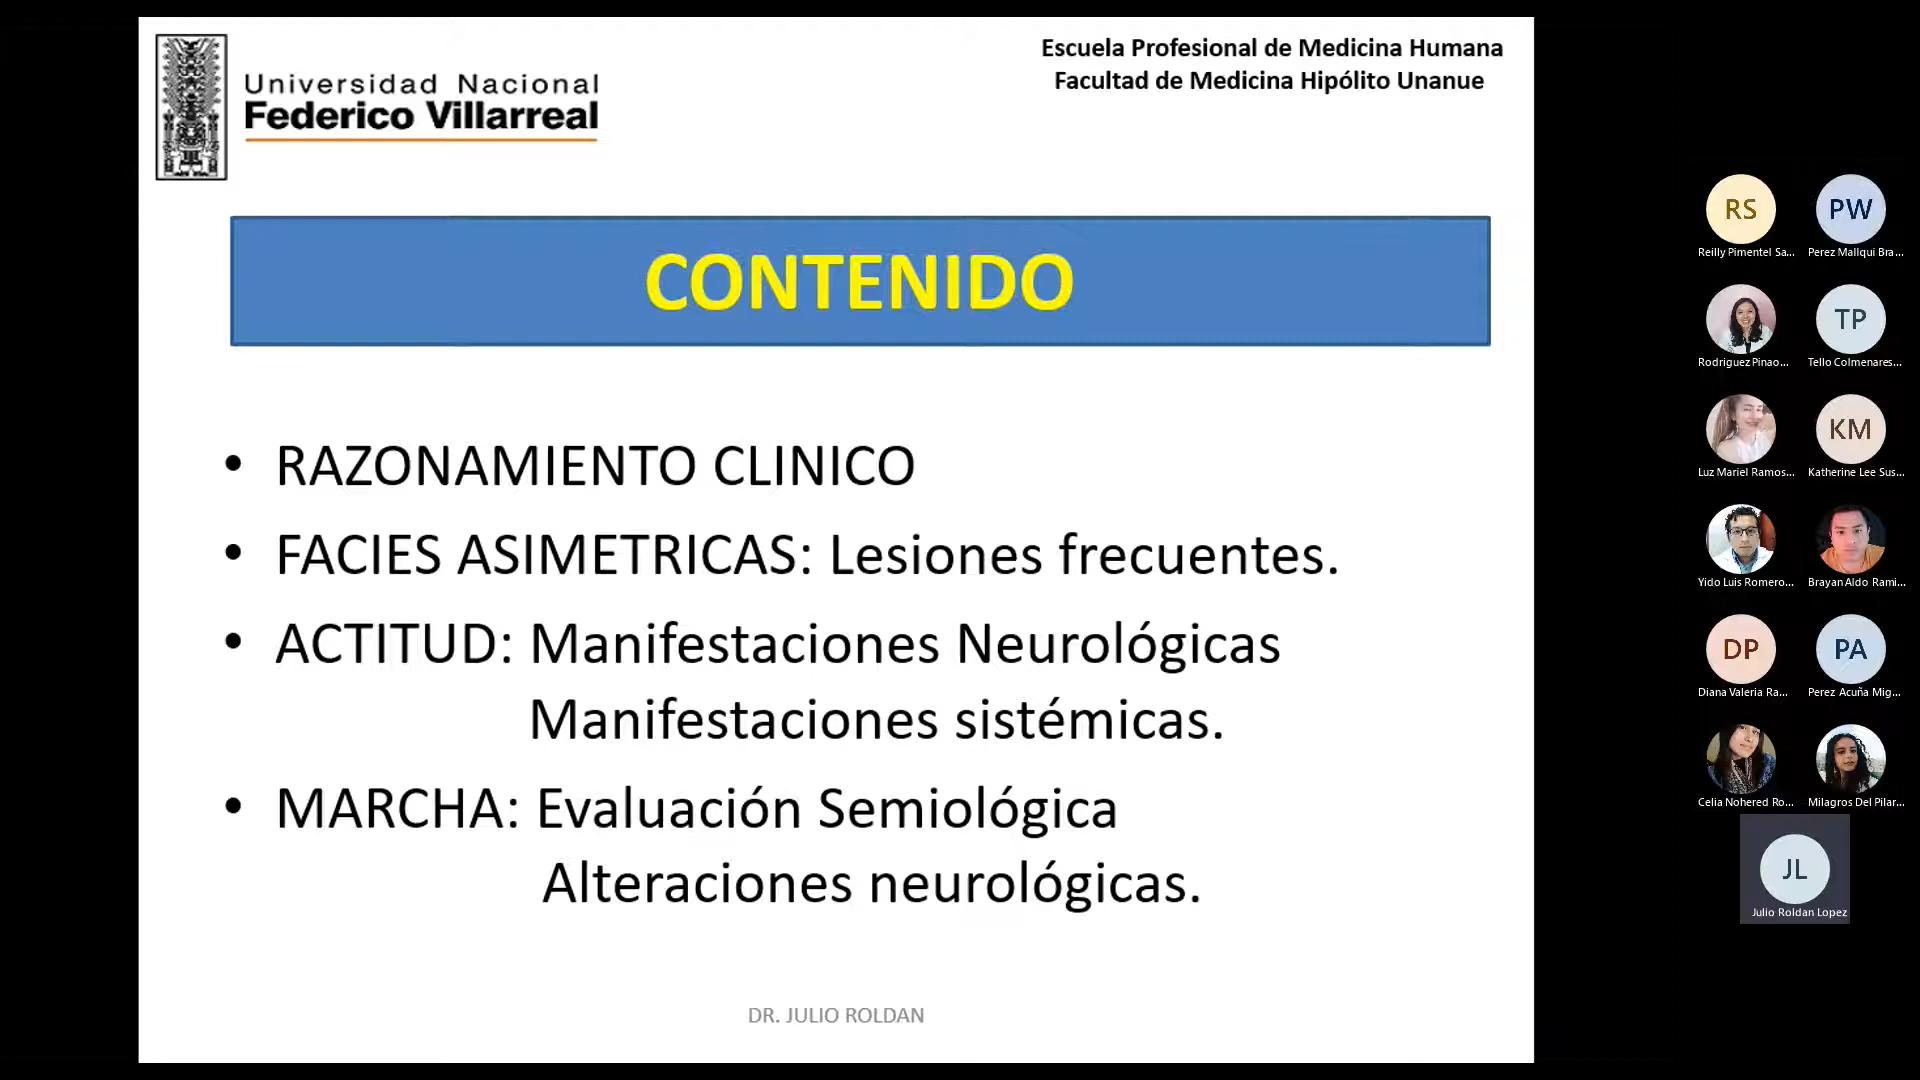 Universidad Nacional
Federico Villarreal
Escuela Profesional de Medicina Humana
Facultad de Medicina Hipólito Unanue
CONTENIDO
• RAZONAMIENTO CLINICO
• FACIES ASIMETRICAS: Lesiones frecuentes.
• ACTITUD: Manifestaciones Neurológicas
Manifestaciones sistémicas.
• MARCHA: Evaluación Semiológica
Alteraciones neurológicas.
DR. JULIO ROLDAN
RS
Reilly Pimentel Sa...
PW
Perez Mallqui Bra...
Rodriguez Pinao...
TP
Tello Colmenares...
Luz Mariel Ramos...
KM
Katherine Lee Sus...
Yido Luis Romero...
Brayan Aldo Rami...
DP
Diana Valeria Ra...
PA
Perez Acuña Mig...
Celia Nohered Ro...
Milagros Del Pilar...
JL
Julio Roldan Lopez